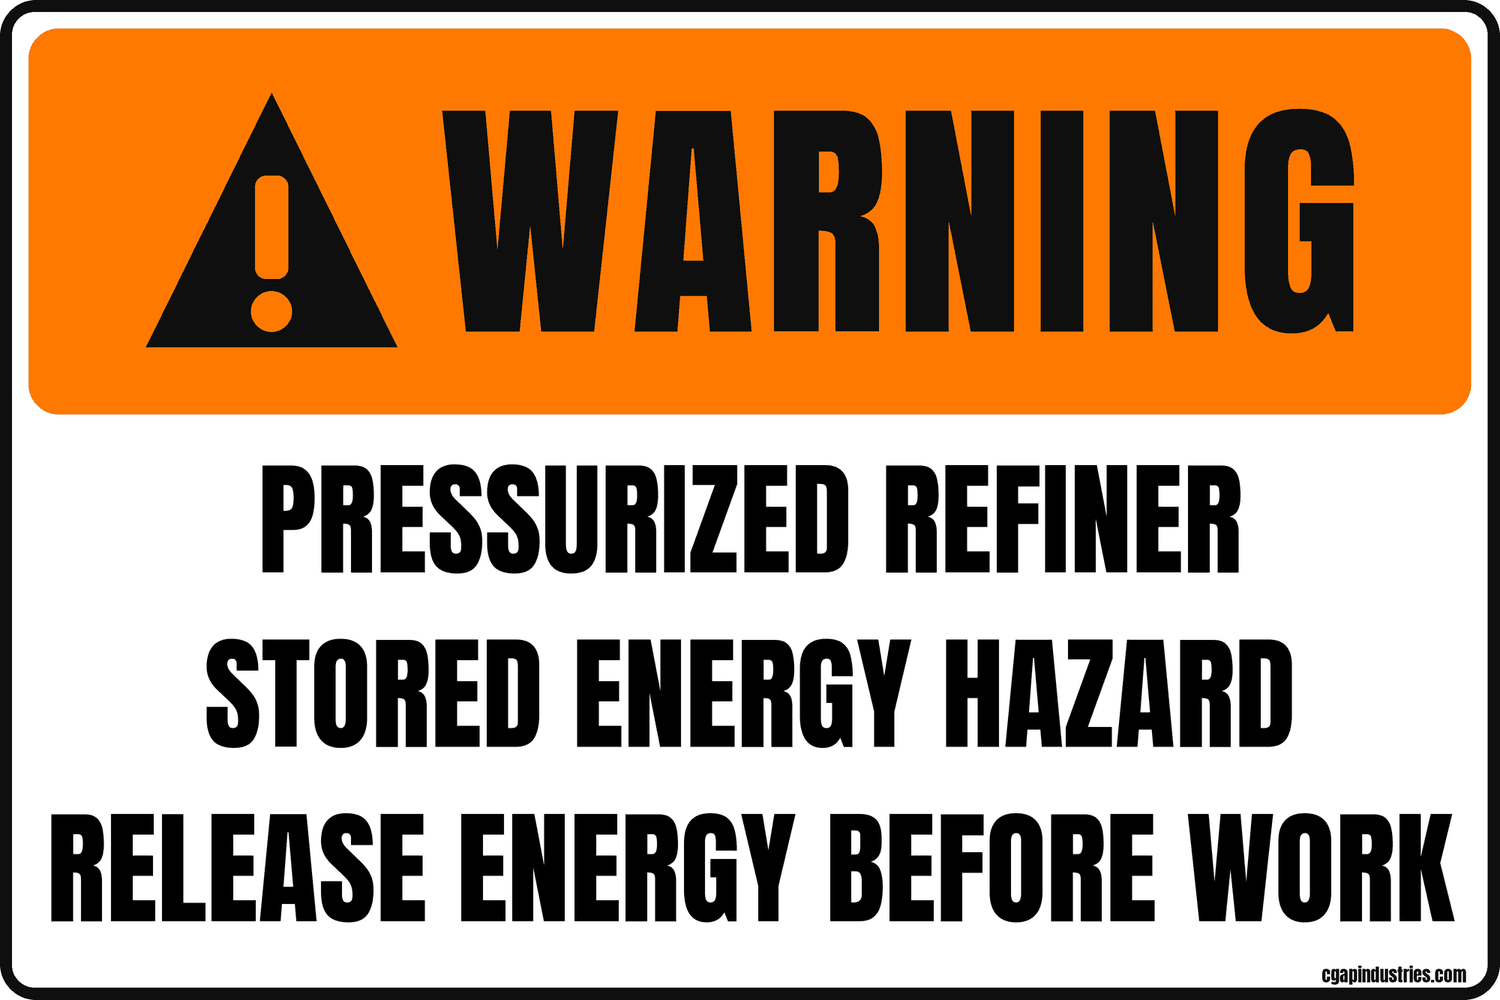 WARNING
PRESSURIZED REFINER
STORED ENERGY HAZARD
RELEASE ENERGY BEFORE WORK
cgapindustries.com